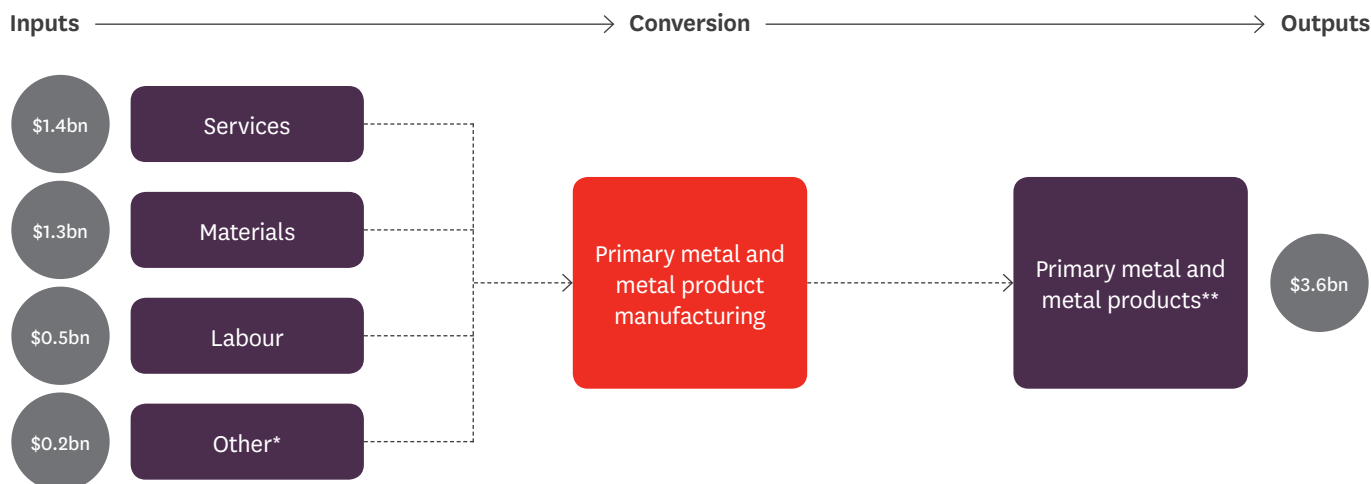 Inputs
Conversion
Outputs
$1.4bn
Services
$1.3bn
Materials
$0.5bn
Labour
$0.2bn
Other*
Primary metal and
metal product
manufacturing
Primary metal and
metal products**
$3.6bn